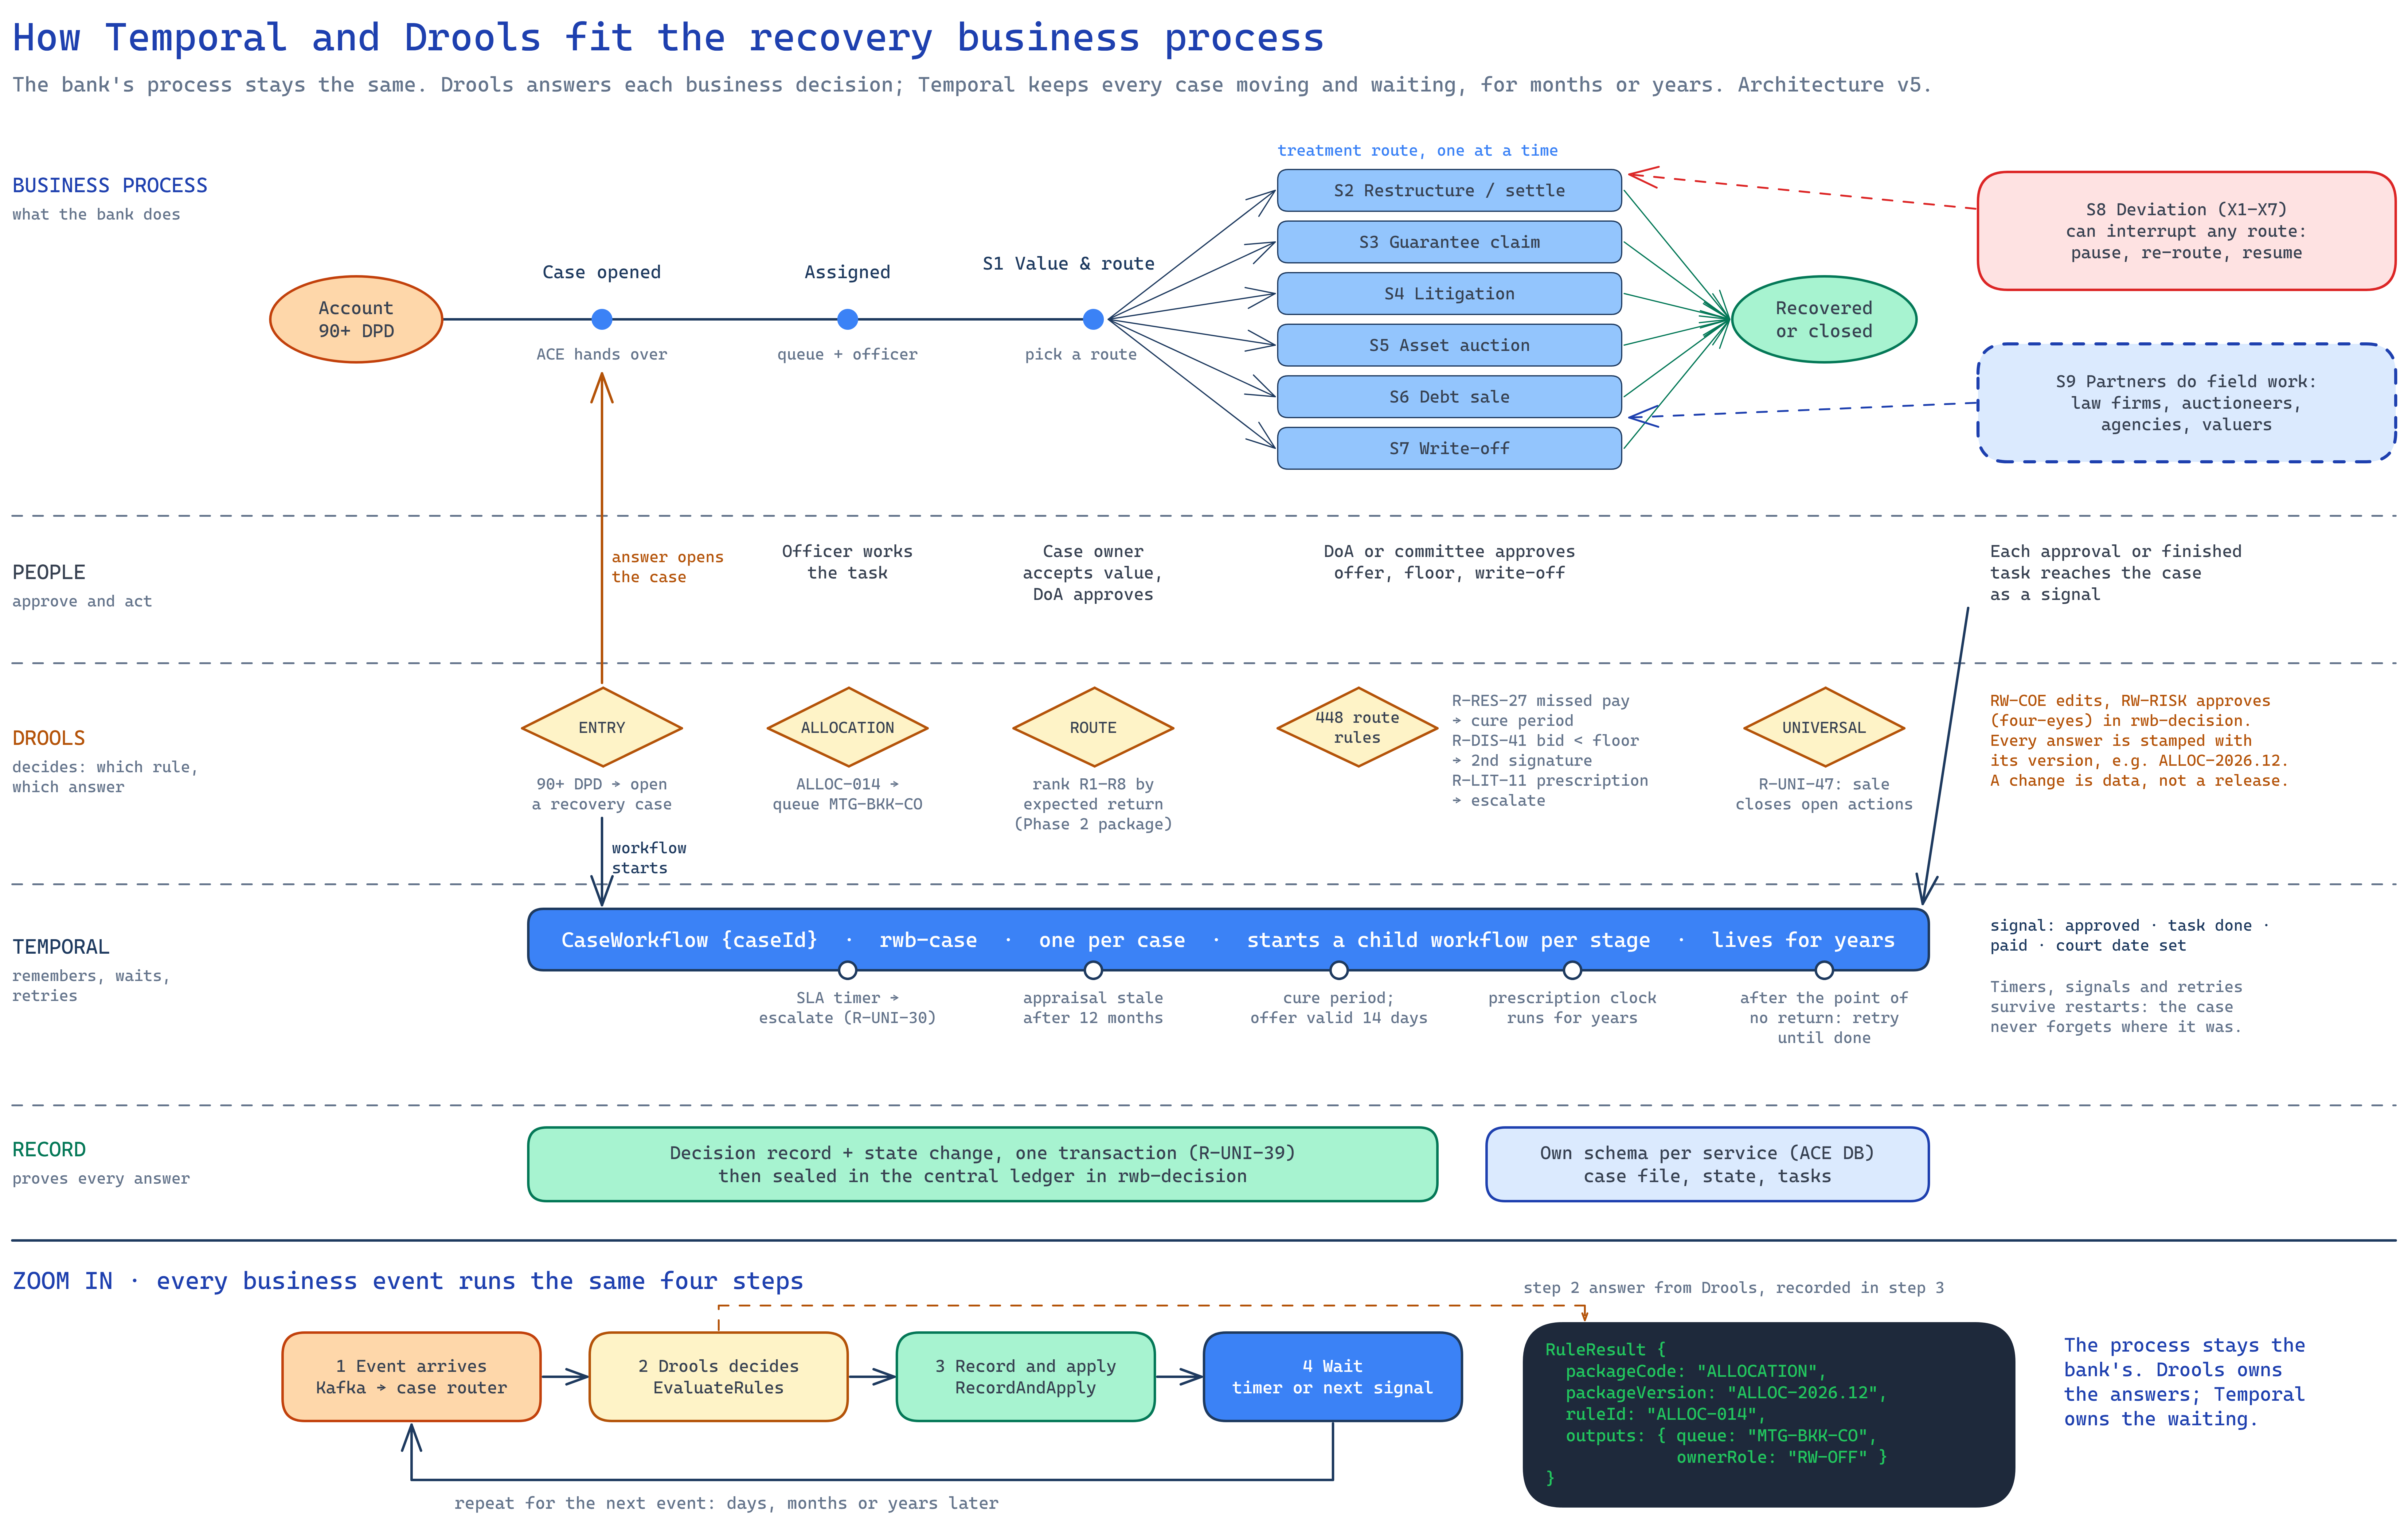 How Temporal and Drools fit the recovery business process
The bank's process stays the same. Drools answers each business decision; Temporal keeps every case moving and waiting, for months or years. Architecture v5.
BUSINESS PROCESS
what the bank does
Account
90+ DPD
Case opened
ACE hands over
Assigned
queue + officer
S1 Value & route
pick a route
treatment route, one at a time
S2 Restructure / settle
S3 Guarantee claim
S4 Litigation
S5 Asset auction
S6 Debt sale
S7 Write-off
Recovered
or closed
S8 Deviation (X1-X7)
can interrupt any route:
pause, re-route, resume
S9 Partners do field work:
law firms, auctioneers,
agencies, valuers
PEOPLE
approve and act
answer opens
the case
Officer works
the task
Case owner
accepts value,
DoA approves
DoA or committee approves
offer, floor, write-off
Each approval or finished
task reaches the case
as a signal
DROOLS
decides: which rule,
which answer
ENTRY
90+ DPD → open
a recovery case
ALLOCATION
ALLOC-014 →
queue MTG-BKK-CO
ROUTE
rank R1-R8 by
expected return
(Phase 2 package)
448 route
rules
R-RES-27 missed pay
→ cure period
R-DIS-41 bid < floor
→ 2nd signature
R-LIT-11 prescription
→ escalate
UNIVERSAL
R-UNI-47: sale
closes open actions
RW-COE edits, RW-RISK approves
(four-eyes) in rwb-decision.
Every answer is stamped with
its version, e.g. ALLOC-2026.12.
A change is data, not a release.
workflow
starts
TEMPORAL
remembers, waits,
retries
CaseWorkflow {caseId} · rwb-case · one per case · starts a child workflow per stage · lives for years
SLA timer →
escalate (R-UNI-30)
appraisal stale
after 12 months
cure period;
offer valid 14 days
prescription clock
runs for years
after the point of
no return: retry
until done
signal: approved · task done ·
paid · court date set
Timers, signals and retries
survive restarts: the case
never forgets where it was.
RECORD
proves every answer
Decision record + state change, one transaction (R-UNI-39)
then sealed in the central ledger in rwb-decision
Own schema per service (ACE DB)
case file, state, tasks
ZOOM IN · every business event runs the same four steps
1 Event arrives
Kafka → case router
2 Drools decides
EvaluateRules
3 Record and apply
RecordAndApply
4 Wait
timer or next signal
repeat for the next event: days, months or years later
step 2 answer from Drools, recorded in step 3
RuleResult {
packageCode: "ALLOCATION",
packageVersion: "ALLOC-2026.12",
ruleId: "ALLOC-014",
outputs: { queue: "MTG-BKK-CO",
ownerRole: "RW-OFF" }
}
The process stays the
bank's. Drools owns
the answers; Temporal
owns the waiting.